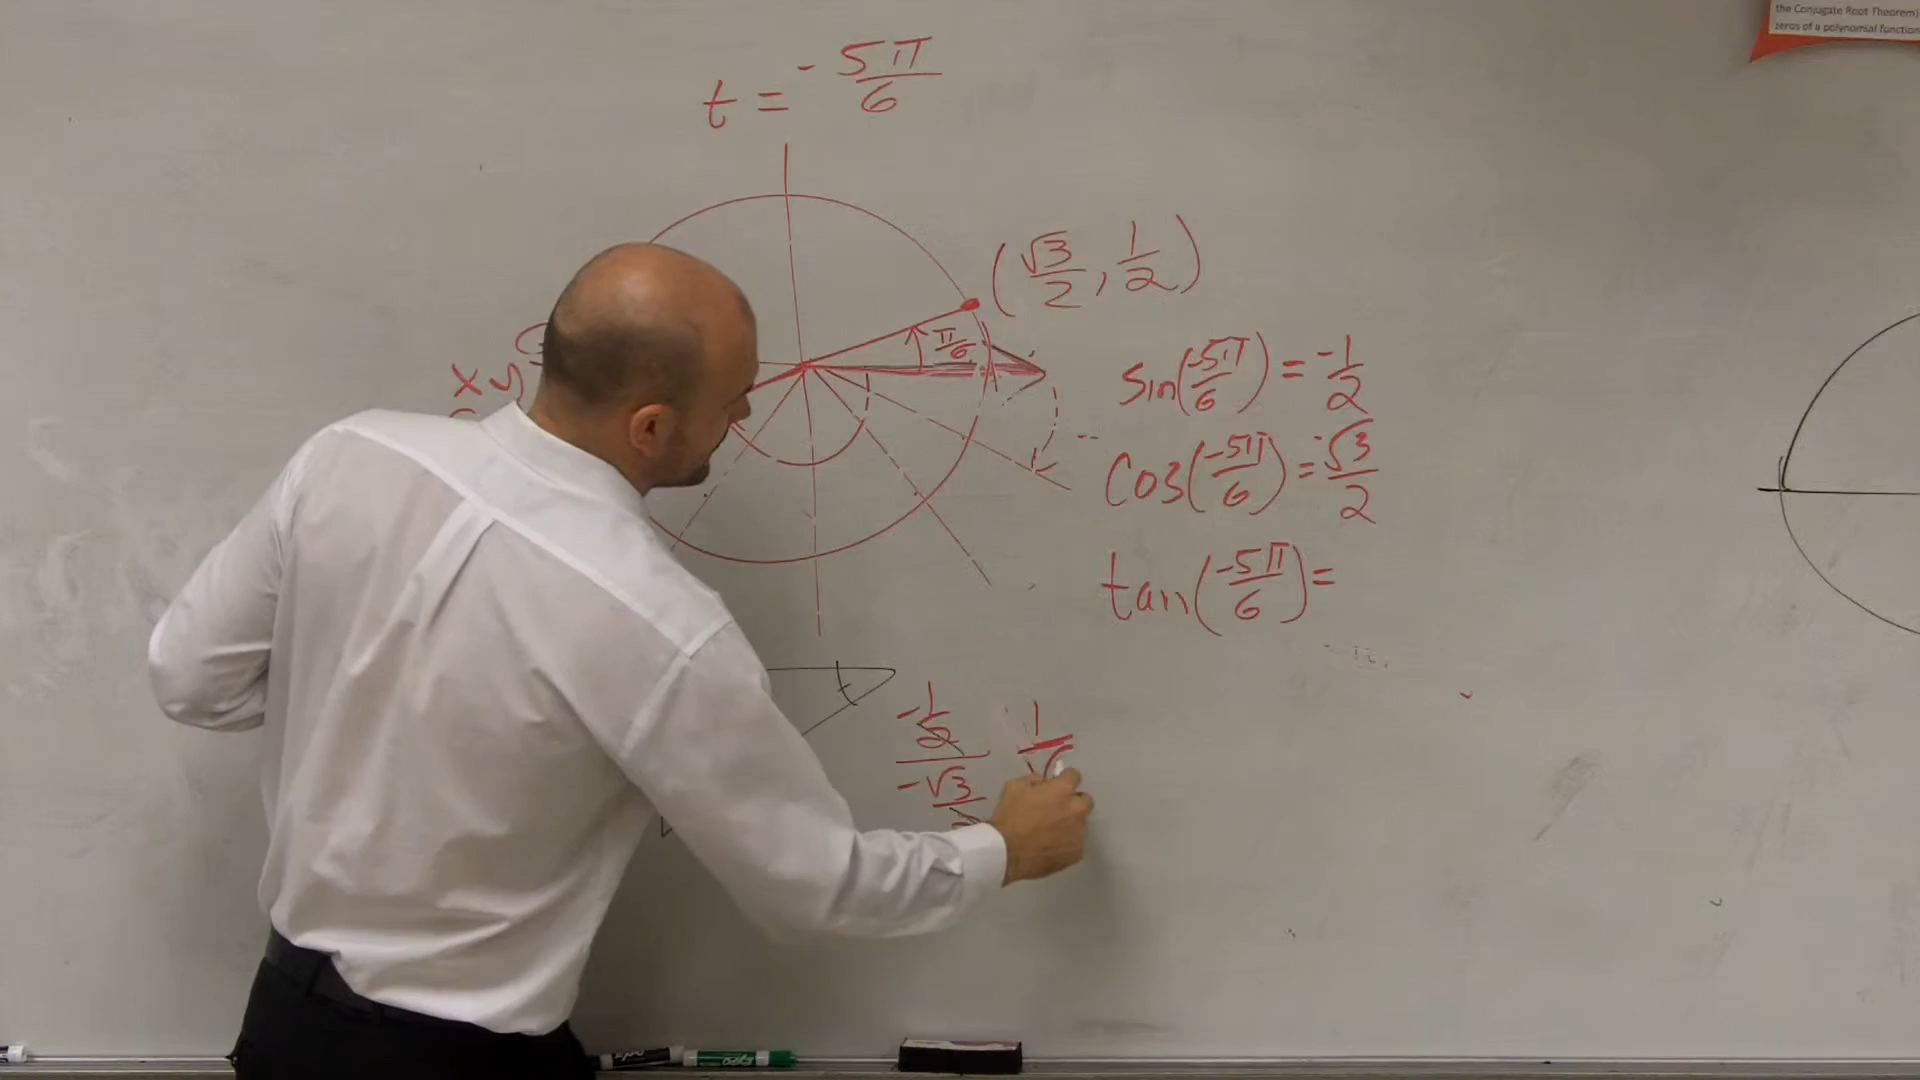 the Conjugate Root Theorem)
zeros of a polynomial function
t = -5π/6
(√3/2, 1/2)
π/6
x y
sin(-5π/6) = -1/2
cos(-5π/6) = -√3/2
tan(-5π/6) =
-1/2 / -√3/2
1/√
EXPO